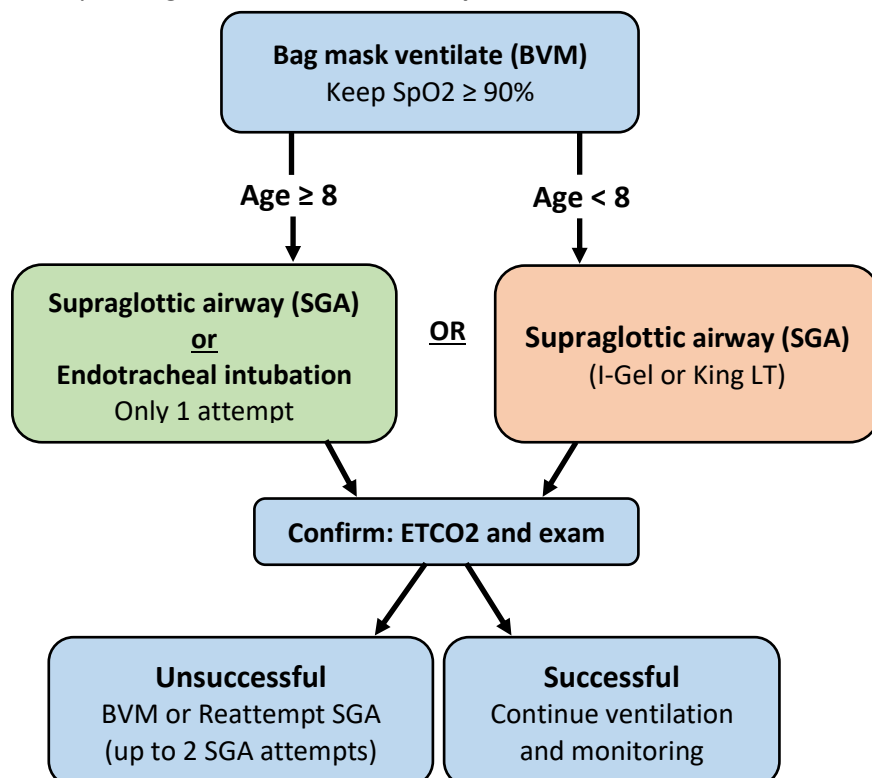 Bag mask ventilate (BVM)
Keep SpO2 ≥ 90%
Age ≥ 8
Age < 8
Supraglottic airway (SGA)
or
Endotracheal intubation
Only 1 attempt
OR
Supraglottic airway (SGA)
(I-Gel or King LT)
Confirm: ETCO2 and exam
Unsuccessful
BVM or Reattempt SGA
(up to 2 SGA attempts)
Successful
Continue ventilation
and monitoring